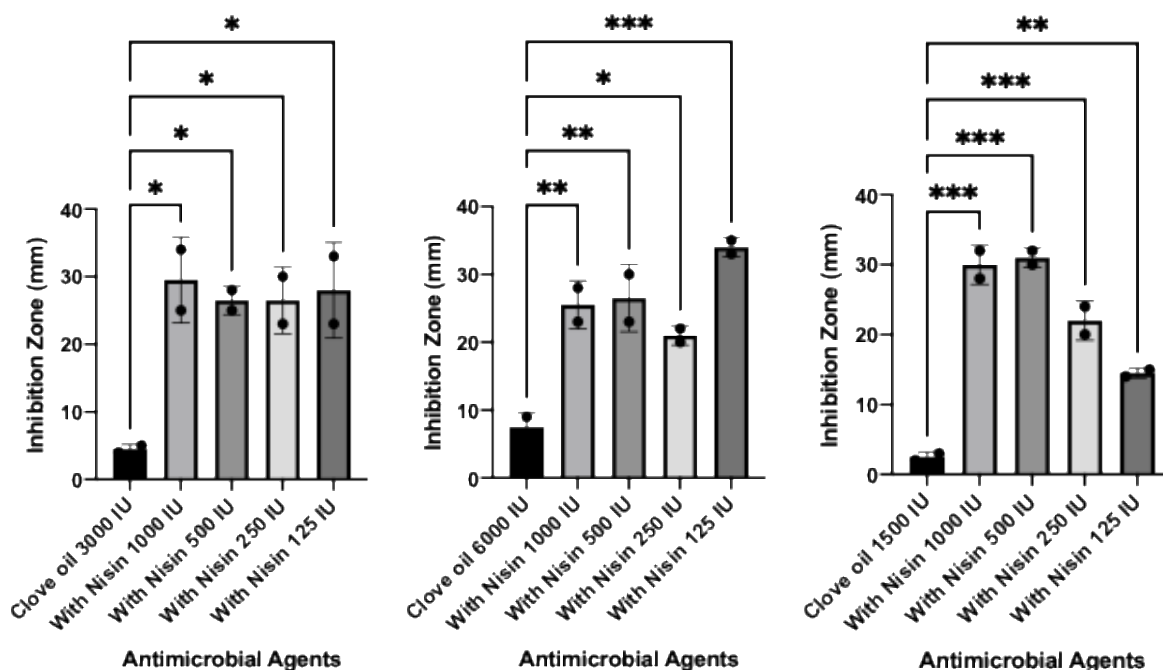 *
*
*
*
40
30
20
10
0
Inhibition Zone (mm)
Clove oil 3000 IU
With Nisin 1000 IU
With Nisin 500 IU
With Nisin 250 IU
With Nisin 125 IU
Antimicrobial Agents
***
*
**
**
40
30
20
10
0
Inhibition Zone (mm)
Clove oil 6000 IU
With Nisin 1000 IU
With Nisin 500 IU
With Nisin 250 IU
With Nisin 125 IU
Antimicrobial Agents
**
***
***
***
40
30
20
10
0
Inhibition Zone (mm)
Clove oil 1500 IU
With Nisin 1000 IU
With Nisin 500 IU
With Nisin 250 IU
With Nisin 125 IU
Antimicrobial Agents